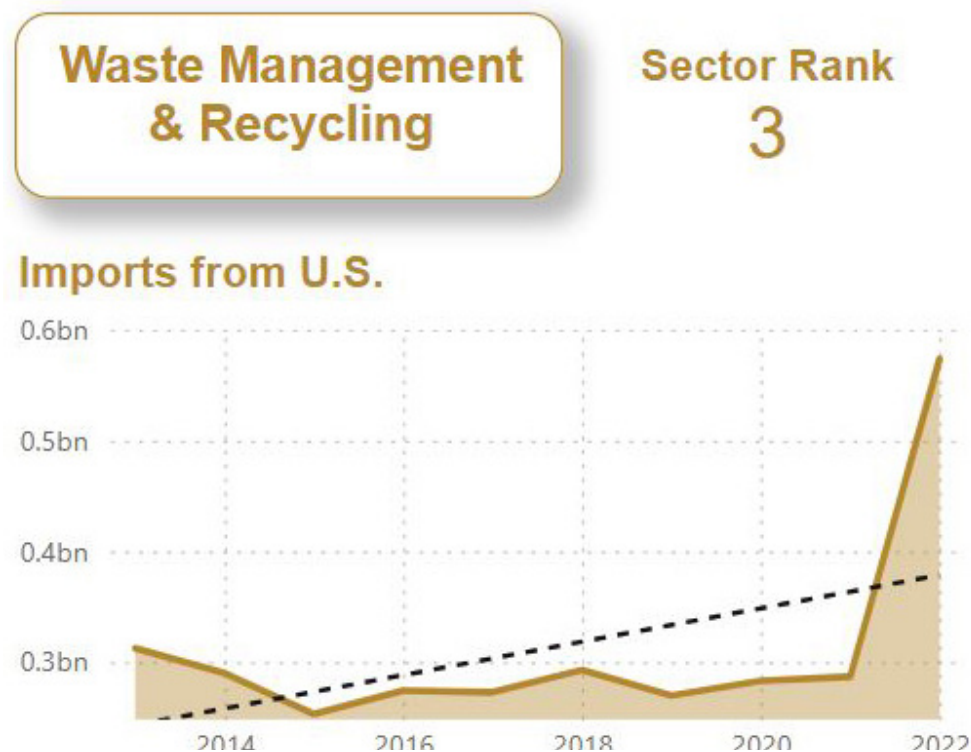 Waste Management
& Recycling
Sector Rank
3
Imports from U.S.
0.6bn
0.5bn
0.4bn
0.3bn
2014 2016 2018 2020 2022